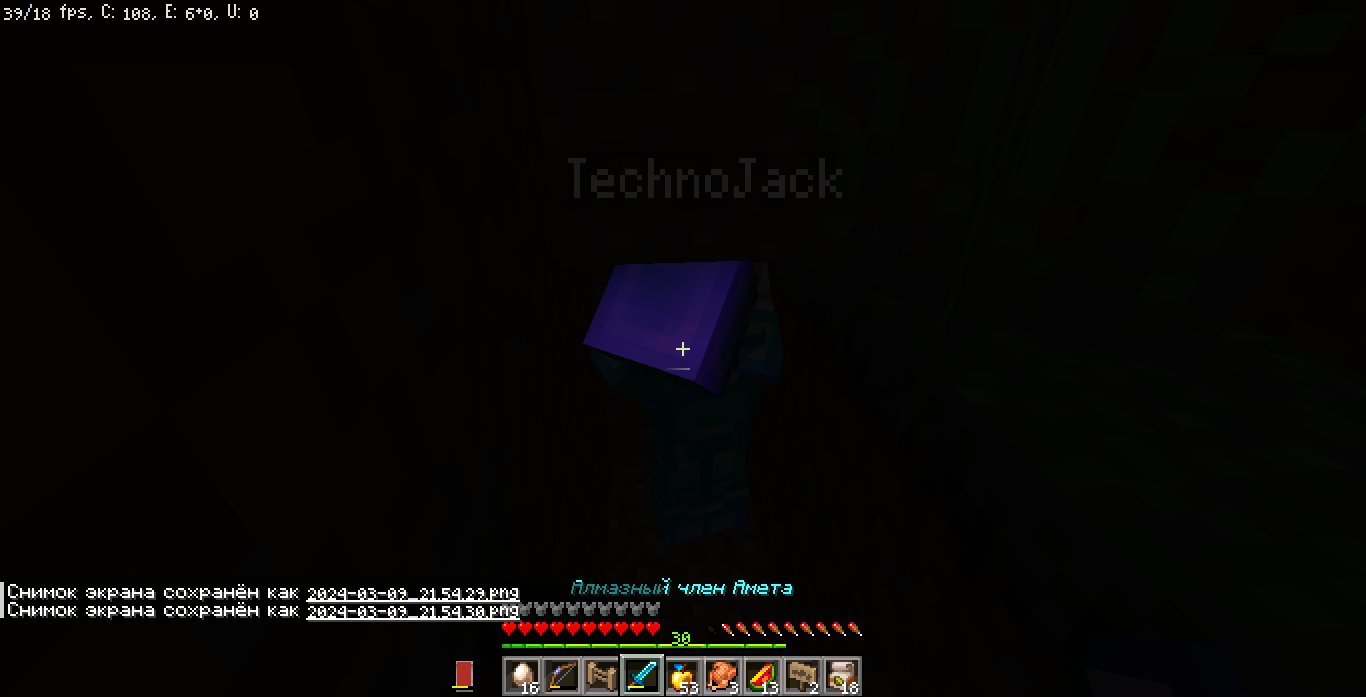 39/18 fps, C: 108, E: 6+0, U: 0
TechnoJack
Алмазный член Амета
Снимок экрана сохранён как 2024-03-09_21.54.29.png
Снимок экрана сохранён как 2024-03-09_21.54.30.png
30
16 53 3 13 2 18